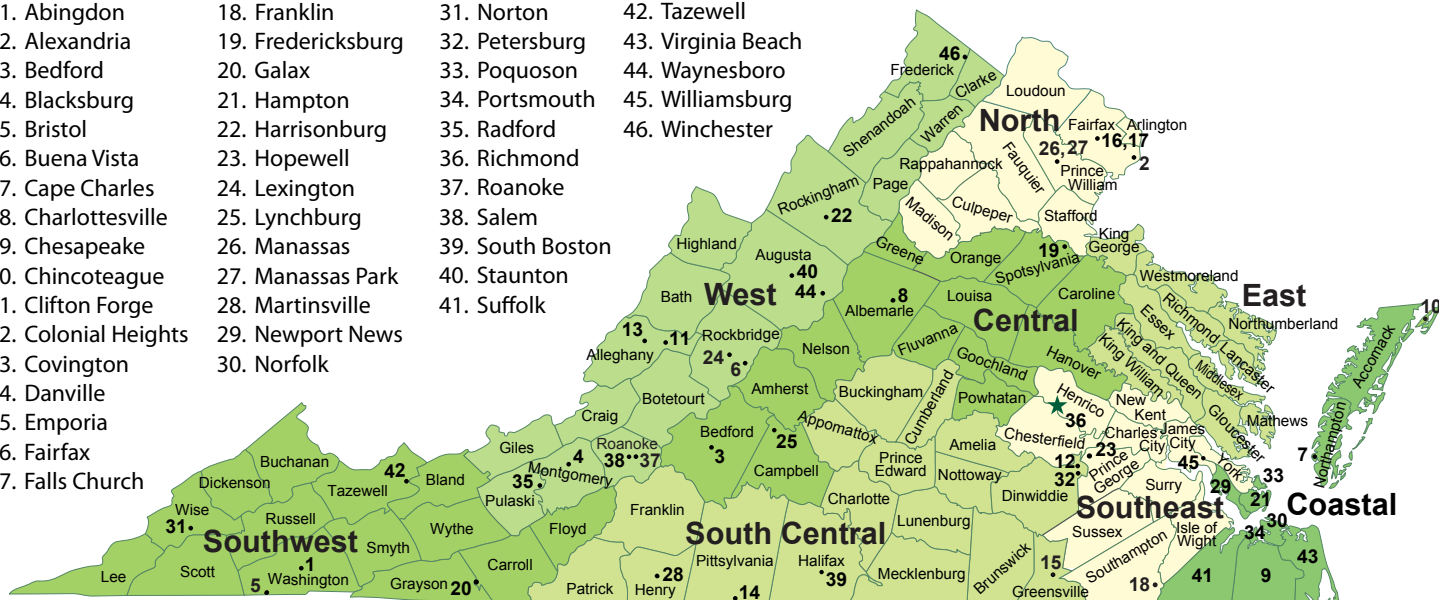 1. Abingdon
2. Alexandria
3. Bedford
4. Blacksburg
5. Bristol
6. Buena Vista
7. Cape Charles
8. Charlottesville
9. Chesapeake
0. Chincoteague
1. Clifton Forge
2. Colonial Heights
3. Covington
4. Danville
5. Emporia
6. Fairfax
7. Falls Church
18. Franklin
19. Fredericksburg
20. Galax
21. Hampton
22. Harrisonburg
23. Hopewell
24. Lexington
25. Lynchburg
26. Manassas
27. Manassas Park
28. Martinsville
29. Newport News
30. Norfolk
31. Norton
32. Petersburg
33. Poquoson
34. Portsmouth
35. Radford
36. Richmond
37. Roanoke
38. Salem
39. South Boston
40. Staunton
41. Suffolk
42. Tazewell
43. Virginia Beach
44. Waynesboro
45. Williamsburg
46. Winchester
46
Frederick
Clarke
Loudoun
Shenandoah
Warren
North
Fairfax
Arlington
16,17
26,27
2
Rappahannock
Fauquier
Prince
William
Page
Rockingham
22
Madison
Culpeper
Stafford
King
George
Highland
Augusta
40
44
Greene
Orange
19
Spotsylvania
Westmoreland
Bath
West
Albemarle
8
Louisa
Caroline
East
Central
Essex
Richmond
Northumberland
Lancaster
13
11
Alleghany
Rockbridge
24
6
Nelson
Fluvanna
Goochland
Hanover
King William
King and Queen
Middlesex
10
Accomack
Northampton
7
Botetourt
Amherst
Buckingham
Cumberland
Powhatan
Henrico
36
New
Kent
Gloucester
Mathews
Craig
Giles
Roanoke
38
37
Bedford
3
25
Campbell
Appomattox
Amelia
Chesterfield
Charles
City
James
City
45
York
33
Montgomery
4
35
Pulaski
Prince
Edward
Nottoway
12
32
23
Prince
George
Surry
29
21
Coastal
Buchanan
Dickenson
42
Tazewell
Bland
Wise
31
Russell
Wythe
Floyd
Franklin
Charlotte
Dinwiddie
Southeast
Sussex
Isle of
Wight
30
34
43
Southwest
Smyth
South Central
Lunenburg
Lee
Scott
1
Washington
5
Grayson
20
Carroll
Patrick
28
Henry
Pittsylvania
14
Halifax
39
Mecklenburg
Brunswick
15
Greensville
Southampton
18
41
9